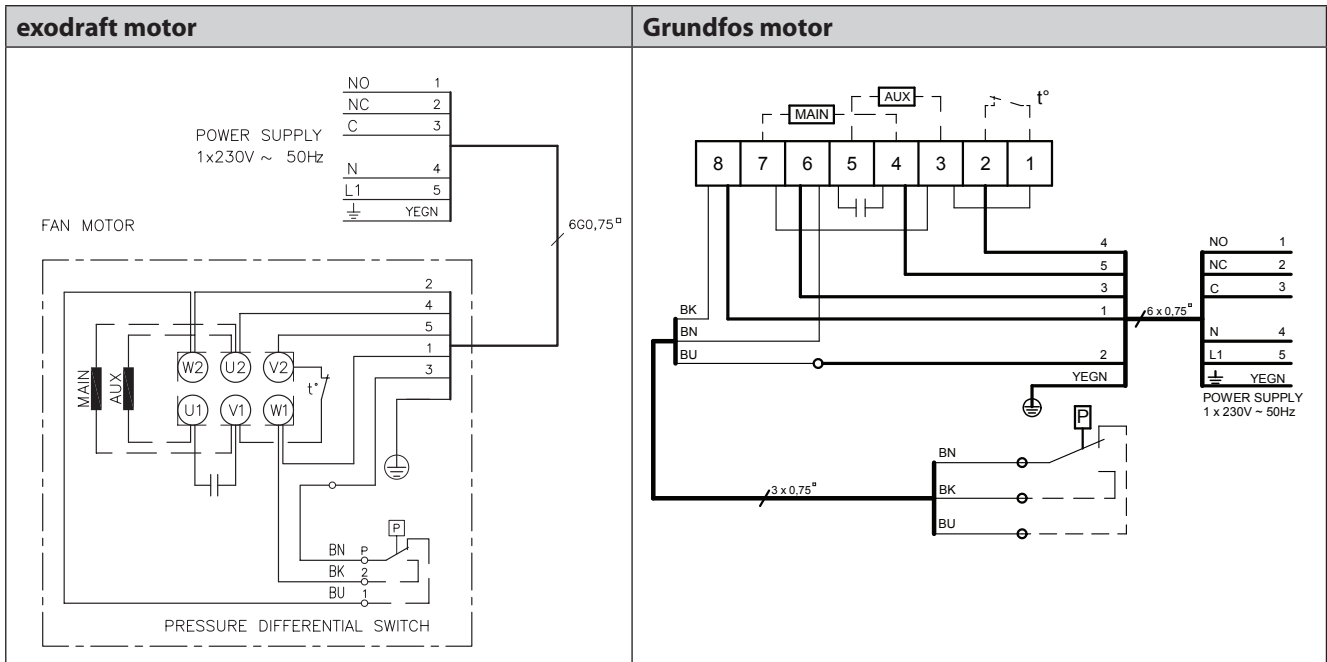 exodraft motor
NO 1
NC 2
C 3
POWER SUPPLY
1x230V ~ 50Hz
N 4
L1 5
YEGN
6G0,75
FAN MOTOR
2
4
5
1
3
MAIN
AUX
W2 U2 V2
t°
U1 V1 W1
P
BN P
BK 2
BU 1
PRESSURE DIFFERENTIAL SWITCH
Grundfos motor
AUX
t°
MAIN
8 7 6 5 4 3 2 1
4
5
3
1
2
YEGN
BK
BN
BU
6 x 0,75
NO 1
NC 2
C 3
N 4
L1 5
YEGN
POWER SUPPLY
1 x 230V ~ 50Hz
P
3 x 0,75
BN
BK
BU